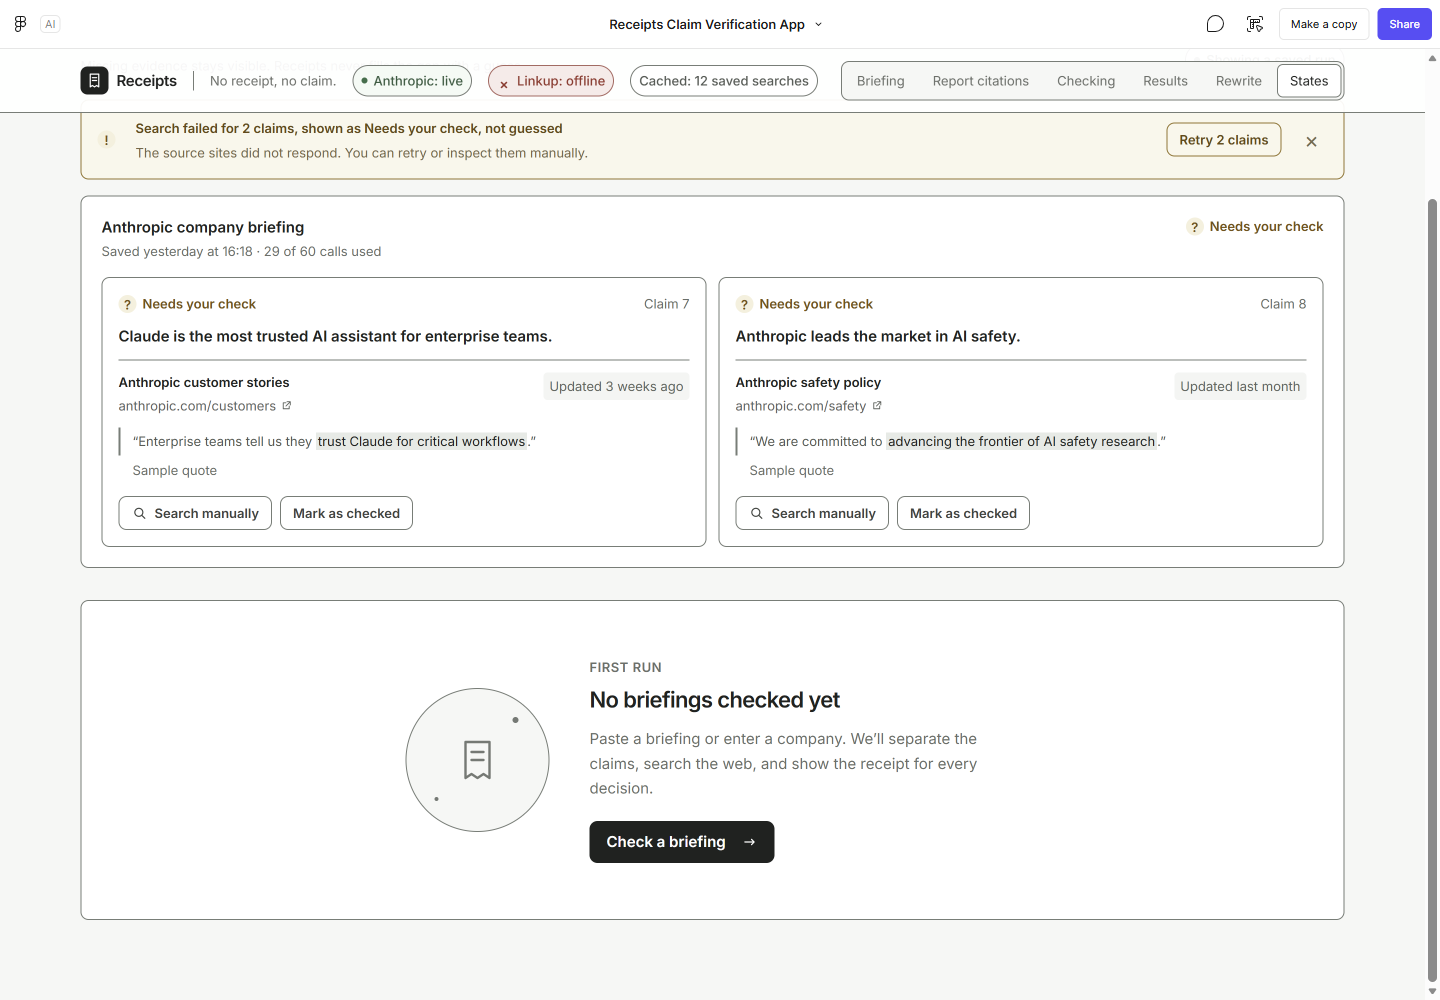 AI
Receipts Claim Verification App
Make a copy
Share
Receipts
No receipt, no claim.
Anthropic: live
Linkup: offline
Cached: 12 saved searches
Briefing
Report citations
Checking
Results
Rewrite
States
!
Search failed for 2 claims, shown as Needs your check, not guessed
The source sites did not respond. You can retry or inspect them manually.
Retry 2 claims
Anthropic company briefing
Saved yesterday at 16:18 · 29 of 60 calls used
? Needs your check
? Needs your check
Claim 7
Claude is the most trusted AI assistant for enterprise teams.
Anthropic customer stories
Updated 3 weeks ago
anthropic.com/customers
“Enterprise teams tell us they trust Claude for critical workflows.”
Sample quote
Search manually
Mark as checked
? Needs your check
Claim 8
Anthropic leads the market in AI safety.
Anthropic safety policy
Updated last month
anthropic.com/safety
“We are committed to advancing the frontier of AI safety research.”
Sample quote
Search manually
Mark as checked
FIRST RUN
No briefings checked yet
Paste a briefing or enter a company. We’ll separate the
claims, search the web, and show the receipt for every
decision.
Check a briefing →